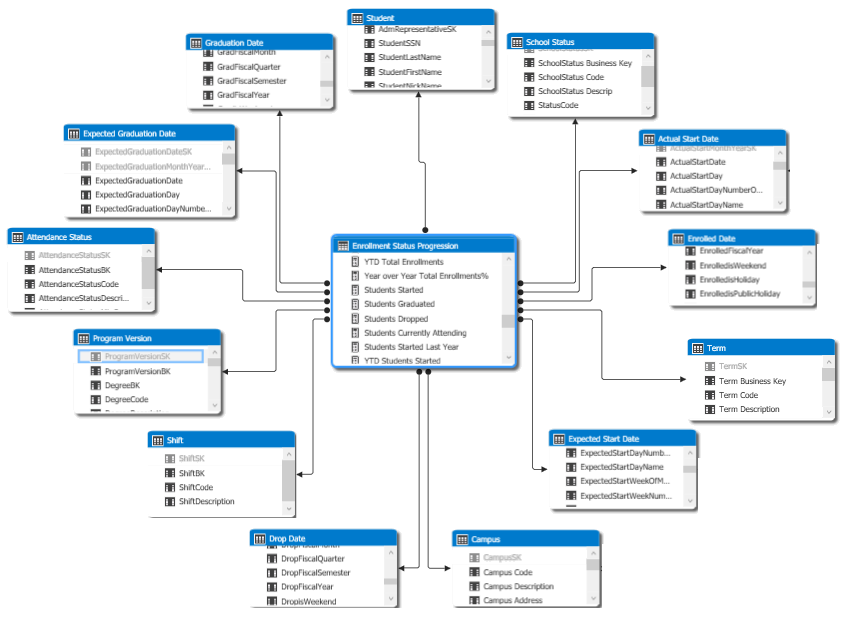 Student
AdmRepresentativeSK
StudentSSN
StudentLastName
StudentFirstName
StudentNickName
Graduation Date
GradFiscalMonth
GradFiscalQuarter
GradFiscalSemester
GradFiscalYear
School Status
SchoolStatus Business Key
SchoolStatus Code
SchoolStatus Descrip
StatusCode
Expected Graduation Date
ExpectedGraduationDateSK
ExpectedGraduationMonthYear...
ExpectedGraduationDate
ExpectedGraduationDay
ExpectedGraduationDayNumbe...
Actual Start Date
ActualStartMonthYearSK
ActualStartDate
ActualStartDay
ActualStartDayNumberO...
ActualStartDayName
Attendance Status
AttendanceStatusSK
AttendanceStatusBK
AttendanceStatusCode
AttendanceStatusDescri...
Enrollment Status Progression
YTD Total Enrollments
Year over Year Total Enrollments%
Students Started
Students Graduated
Students Dropped
Students Currently Attending
Students Started Last Year
YTD Students Started
Enrolled Date
EnrolledFiscalYear
EnrolledisWeekend
EnrolledisHoliday
EnrolledisPublicHoliday
Program Version
ProgramVersionSK
ProgramVersionBK
DegreeBK
DegreeCode
Term
TermSK
Term Business Key
Term Code
Term Description
Shift
ShiftSK
ShiftBK
ShiftCode
ShiftDescription
Expected Start Date
ExpectedStartDayNumb...
ExpectedStartDayName
ExpectedStartWeekOfM...
ExpectedStartWeekNum...
Drop Date
DropFiscalMonth
DropFiscalQuarter
DropFiscalSemester
DropFiscalYear
DropisWeekend
Campus
CampusSK
Campus Code
Campus Description
Campus Address